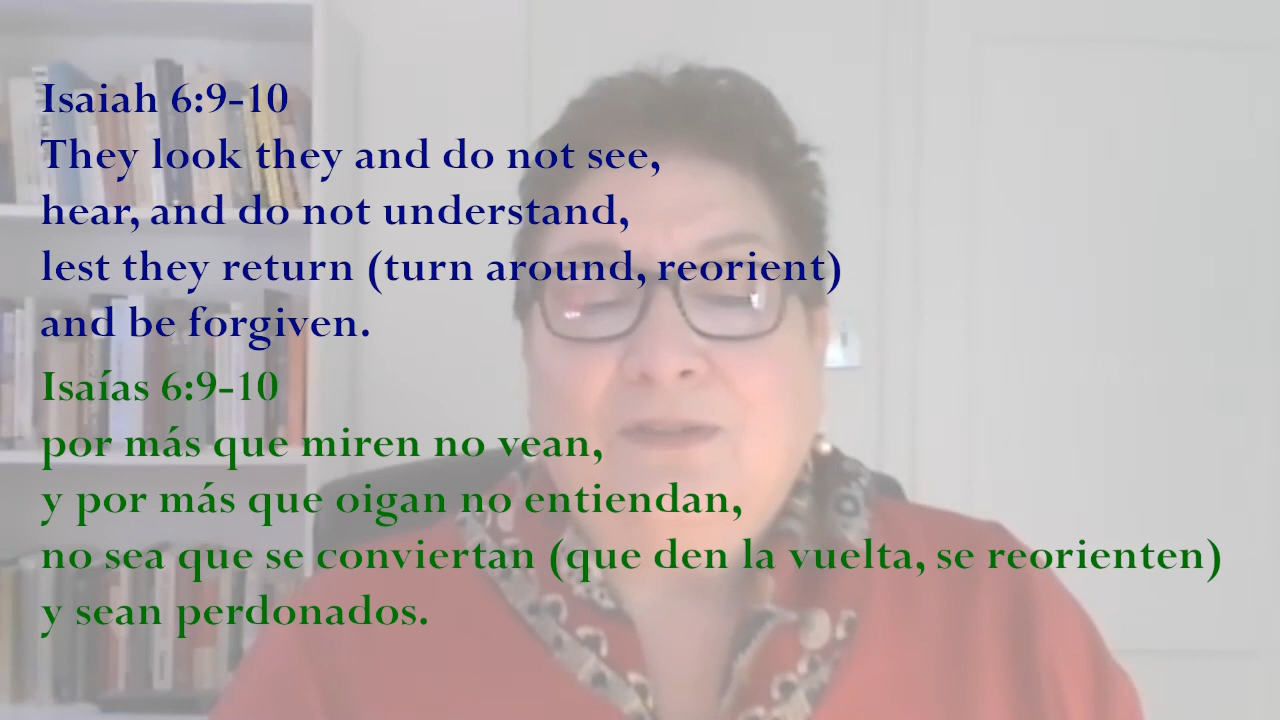 Isaiah 6:9-10
They look they and do not see,
hear, and do not understand,
lest they return (turn around, reorient)
and be forgiven.
Isaías 6:9-10
por más que miren no vean,
y por más que oigan no entiendan,
no sea que se conviertan (que den la vuelta, se reorienten)
y sean perdonados.